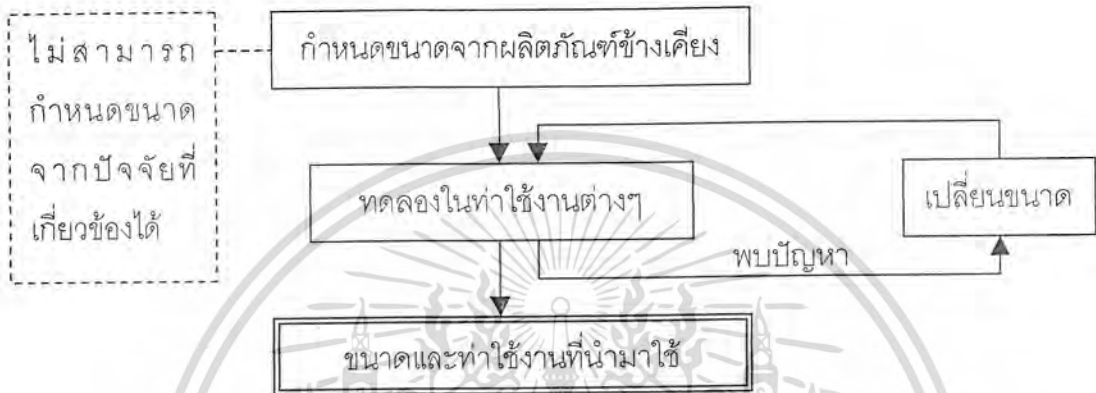 ไม่สามารถ
กำหนดขนาด
จากปัจจัยที่
เกี่ยวข้องได้
กำหนดขนาดจากผลิตภัณฑ์ข้างเคียง
ทดลองในท่าใช้งานต่างๆ
เปลี่ยนขนาด
พบปัญหา
ขนาดและท่าใช้งานที่นำมาใช้